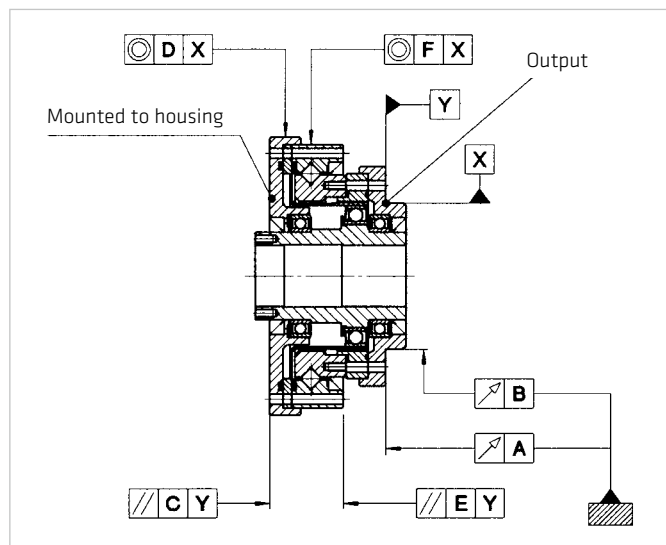 ◎ D X
◎ F X
Output
Mounted to housing
Y
X
↗ B
↗ A
// C Y
// E Y